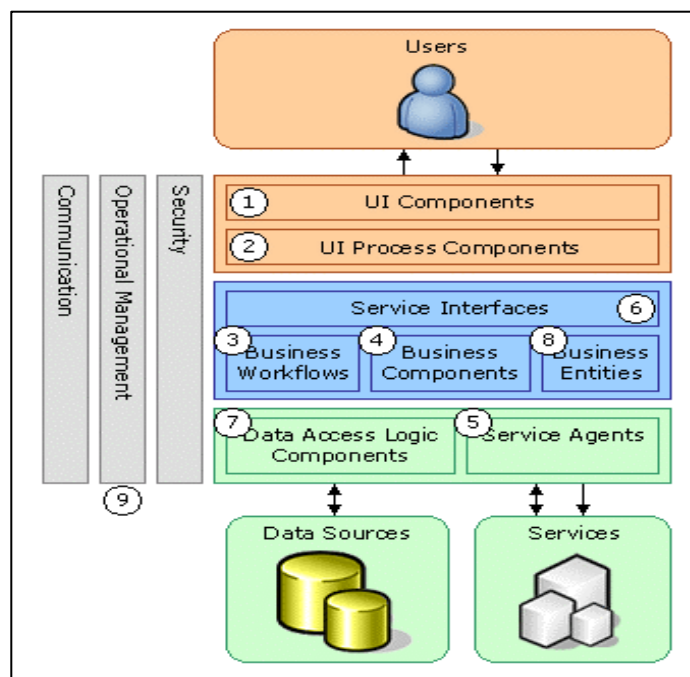 Users
Communication
Operational Management
Security
1 UI Components
2 UI Process Components
Service Interfaces 6
3 Business
Workflows
4 Business
Components
8 Business
Entities
7 Data Access Logic
Components
5 Service Agents
9
Data Sources
Services